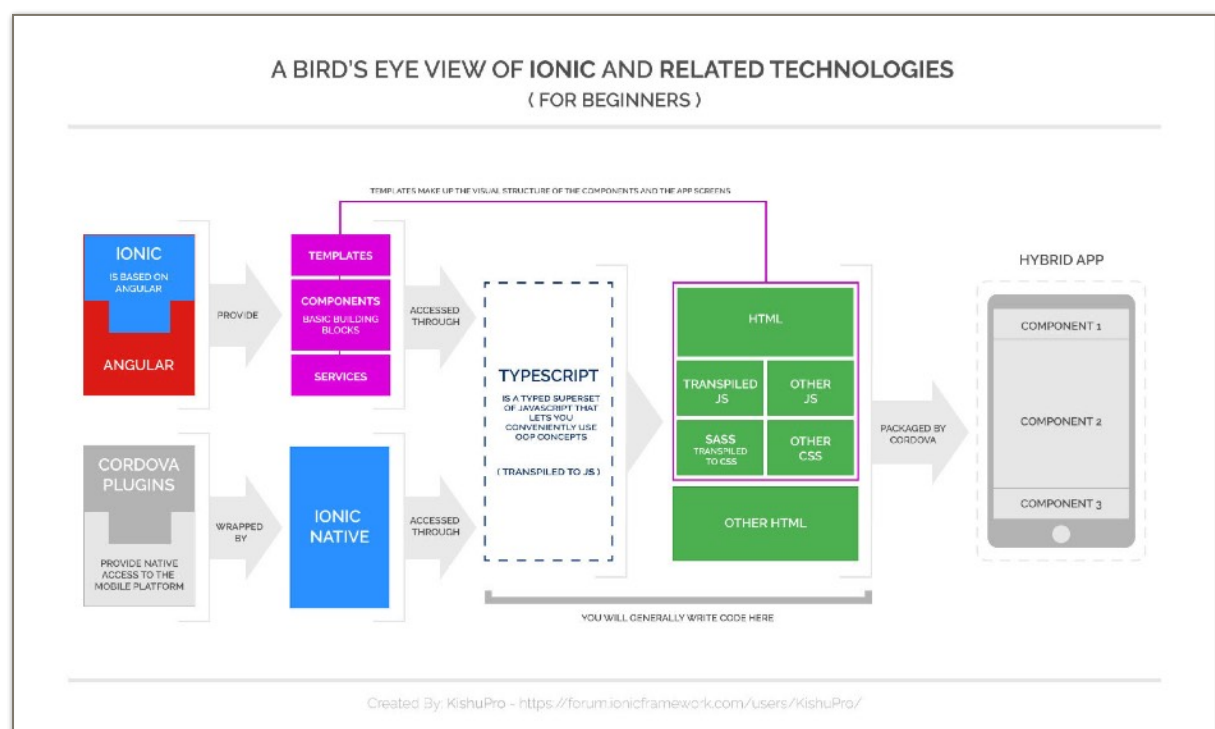 A BIRD'S EYE VIEW OF IONIC AND RELATED TECHNOLOGIES
( FOR BEGINNERS )
TEMPLATES MAKE UP THE VISUAL STRUCTURE OF THE COMPONENTS AND THE APP SCREENS
IONIC
IS BASED ON
ANGULAR
ANGULAR
PROVIDE
TEMPLATES
COMPONENTS
BASIC BUILDING
BLOCKS
SERVICES
ACCESSED
THROUGH
CORDOVA
PLUGINS
PROVIDE NATIVE
ACCESS TO THE
MOBILE PLATFORM
WRAPPED
BY
IONIC
NATIVE
ACCESSED
THROUGH
TYPESCRIPT
IS A TYPED SUPERSET
OF JAVASCRIPT THAT
LETS YOU
CONVENIENTLY USE
OOP CONCEPTS
( TRANSPILED TO JS )
HTML
TRANSPILED
JS
OTHER
JS
SASS
TRANSPILED
TO CSS
OTHER
CSS
OTHER HTML
YOU WILL GENERALLY WRITE CODE HERE
PACKAGED BY
CORDOVA
HYBRID APP
COMPONENT 1
COMPONENT 2
COMPONENT 3
Created By: KishuPro - https://forum.ionicframework.com/users/KishuPro/